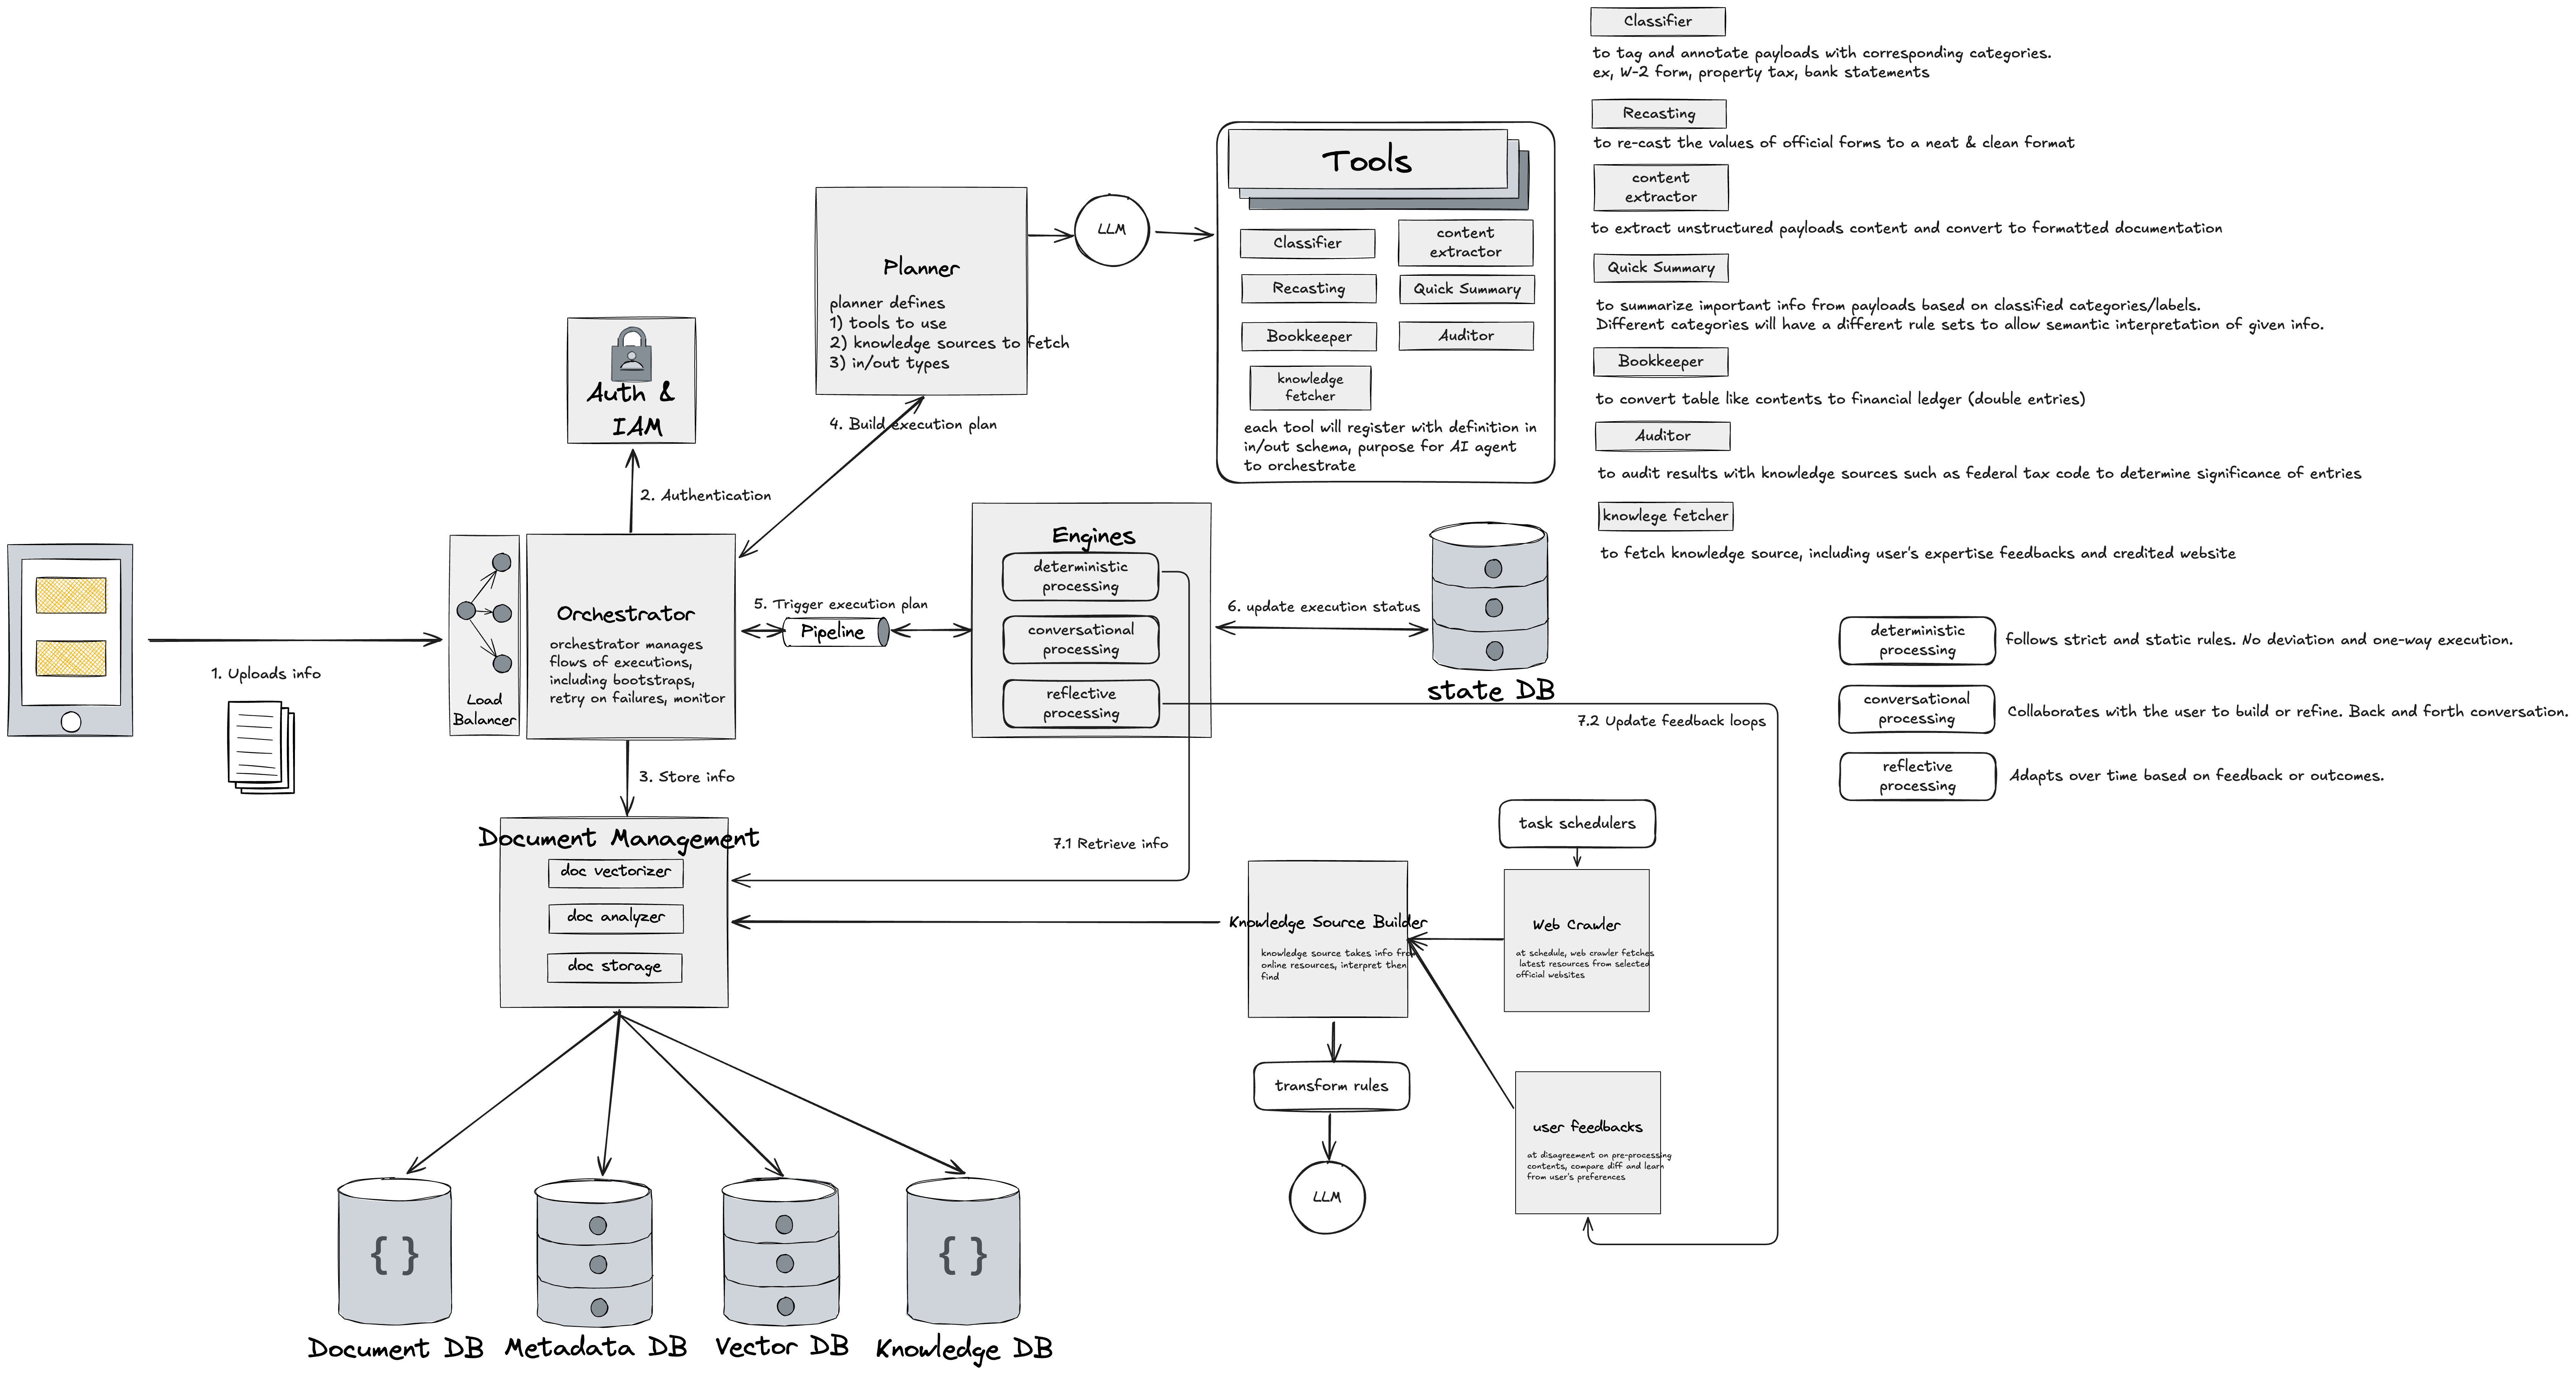 Classifier
to tag and annotate payloads with corresponding categories.
ex, W-2 form, property tax, bank statements
Recasting
to re-cast the values of official forms to a neat & clean format
content
extractor
to extract unstructured payloads content and convert to formatted documentation
Quick Summary
to summarize important info from payloads based on classified categories/labels.
Different categories will have a different rule sets to allow semantic interpretation of given info.
Bookkeeper
to convert table like contents to financial ledger (double entries)
Auditor
to audit results with knowledge sources such as federal tax code to determine significance of entries
knowlege fetcher
to fetch knowledge source, including user's expertise feedbacks and credited website
Tools
Classifier
content
extractor
Recasting
Quick Summary
Bookkeeper
Auditor
knowledge
fetcher
each tool will register with definition in
in/out schema, purpose for AI agent
to orchestrate
LLM
Planner
planner defines
1) tools to use
2) knowledge sources to fetch
3) in/out types
4. Build execution plan
Auth &
IAM
2. Authentication
1. Uploads info
Load
Balancer
Orchestrator
orchestrator manages
flows of executions,
including bootstraps,
retry on failures, monitor
5. Trigger execution plan
Pipeline
Engines
deterministic
processing
conversational
processing
reflective
processing
6. update execution status
state DB
7.2 Update feedback loops
deterministic
processing
follows strict and static rules. No deviation and one-way execution.
conversational
processing
Collaborates with the user to build or refine. Back and forth conversation.
reflective
processing
Adapts over time based on feedback or outcomes.
3. Store info
7.1 Retrieve info
Document Management
doc vectorizer
doc analyzer
doc storage
task schedulers
Knowledge Source Builder
knowledge source takes info from
online resources, interpret then
find
Web Crawler
at schedule, web crawler fetches
latest resources from selected
official websites
transform rules
LLM
user feedbacks
at disagreement on pre-processing
contents, compare diff and learn
from user's preferences
{ }
{ }
Document DB
Metadata DB
Vector DB
Knowledge DB